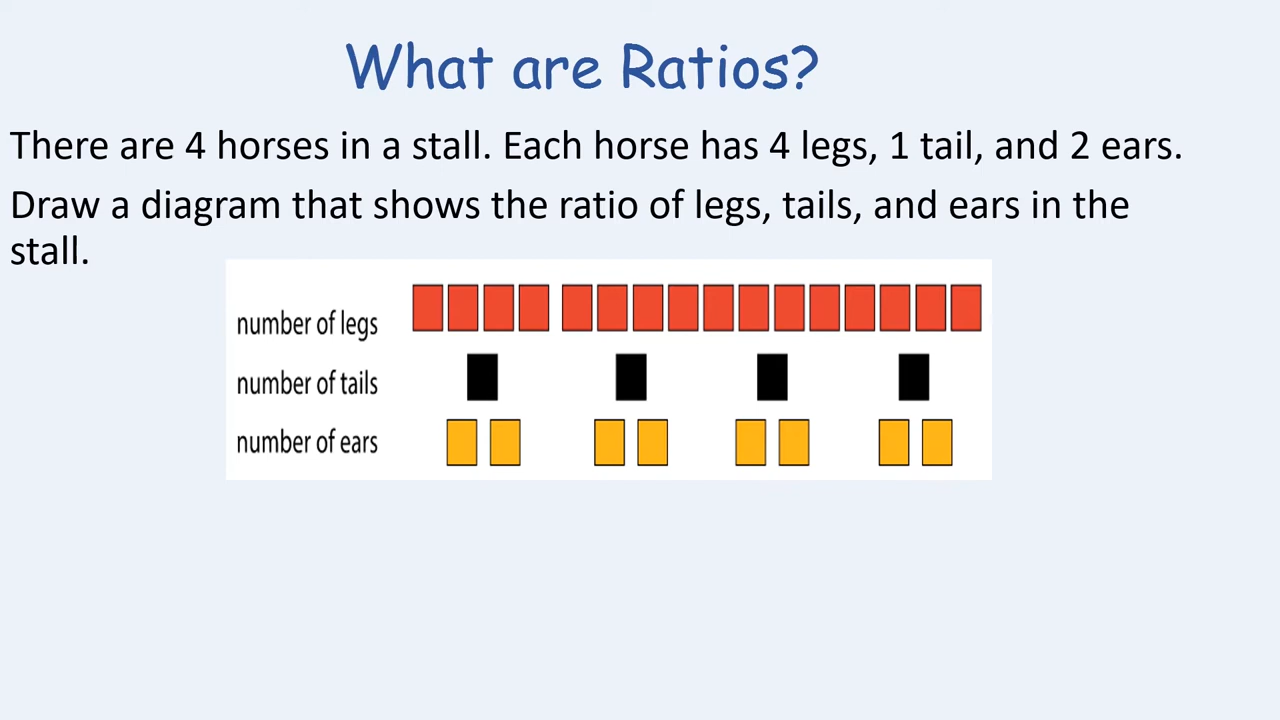 What are Ratios?
There are 4 horses in a stall. Each horse has 4 legs, 1 tail, and 2 ears.
Draw a diagram that shows the ratio of legs, tails, and ears in the
stall.
number of legs
number of tails
number of ears